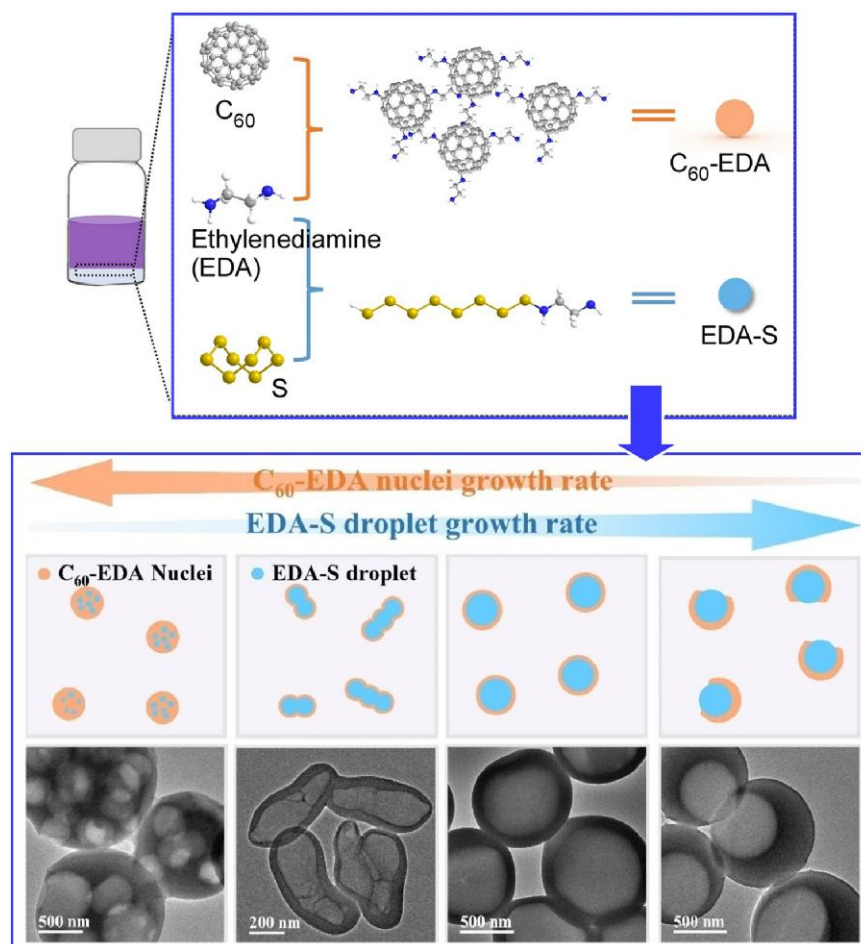 C60
C60-EDA
Ethylenediamine
(EDA)
EDA-S
S
C60-EDA nuclei growth rate
EDA-S droplet growth rate
C60-EDA Nuclei
EDA-S droplet
500 nm
200 nm
500 nm
500 nm